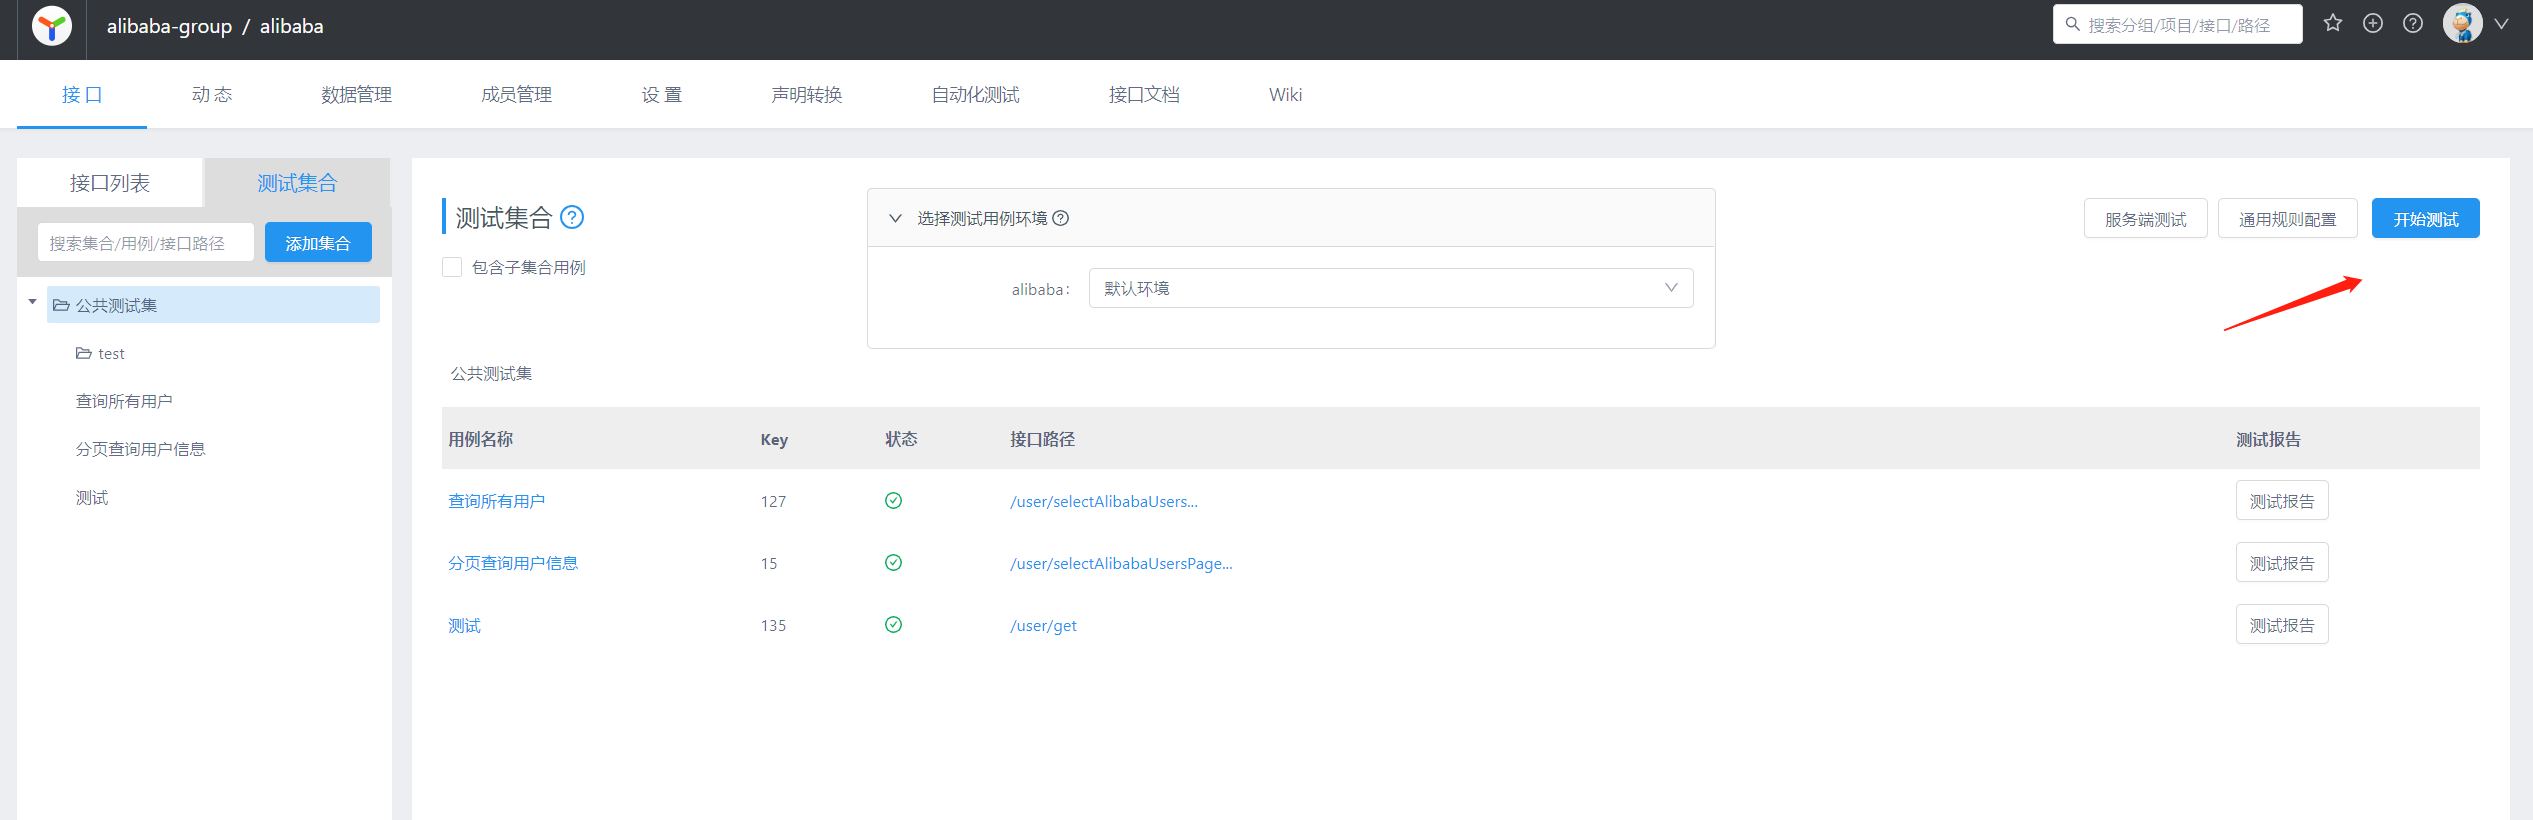 alibaba-group / alibaba
搜索分组/项目/接口/路径
接 口 动 态 数据管理 成员管理 设 置 声明转换 自动化测试 接口文档 Wiki
接口列表 测试集合
搜索集合/用例/接口路径 添加集合
公共测试集
test
查询所有用户
分页查询用户信息
测试
测试集合
包含子集合用例
选择测试用例环境
alibaba: 默认环境
服务端测试 通用规则配置 开始测试
公共测试集
用例名称 Key 状态 接口路径 测试报告
查询所有用户 127 /user/selectAlibabaUsers... 测试报告
分页查询用户信息 15 /user/selectAlibabaUsersPage... 测试报告
测试 135 /user/get 测试报告